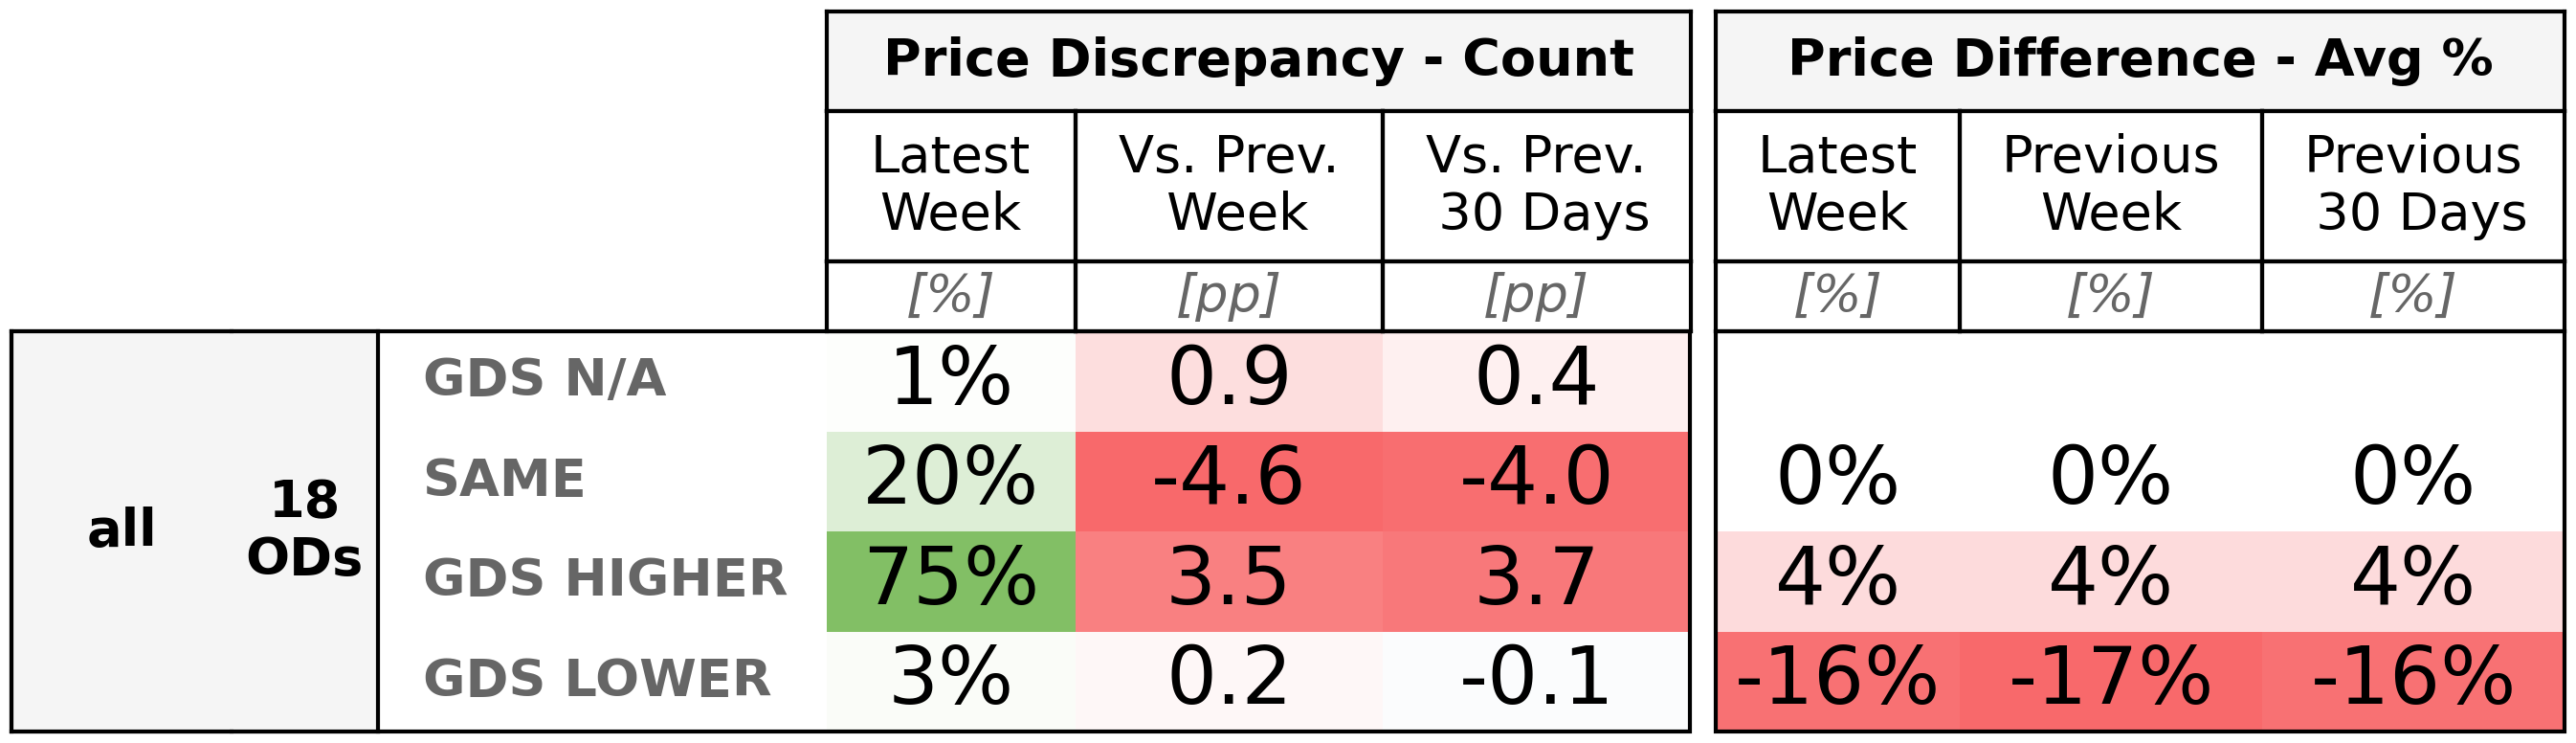 Price Discrepancy - Count
Price Difference - Avg %
Latest Week
Vs. Prev. Week
Vs. Prev. 30 Days
Latest Week
Previous Week
Previous 30 Days
[%] [pp] [pp] [%] [%] [%]
all
18 ODs
GDS N/A 1% 0.9 0.4
SAME 20% -4.6 -4.0 0% 0% 0%
GDS HIGHER 75% 3.5 3.7 4% 4% 4%
GDS LOWER 3% 0.2 -0.1 -16% -17% -16%